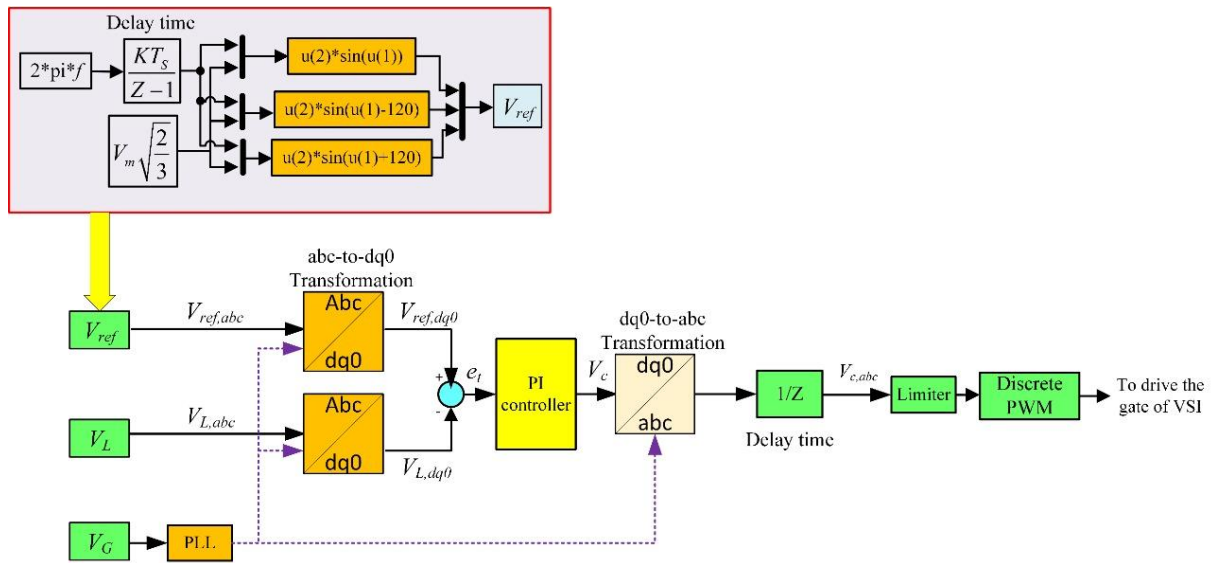 Delay time
2*pi*f
KT_S
Z-1
V_m√2/3
u(2)*sin(u(1))
u(2)*sin(u(1)-120)
u(2)*sin(u(1)+120)
V_ref
abc-to-dq0
Transformation
V_ref
V_ref,abc
Abc
dq0
V_ref,dq0
V_L
V_L,abc
Abc
dq0
V_L,dq0
+
-
e_t
PI
controller
V_c
dq0-to-abc
Transformation
dq0
abc
1/Z
Delay time
V_c,abc
Limiter
Discrete
PWM
To drive the
gate of VSI
V_G
PLL